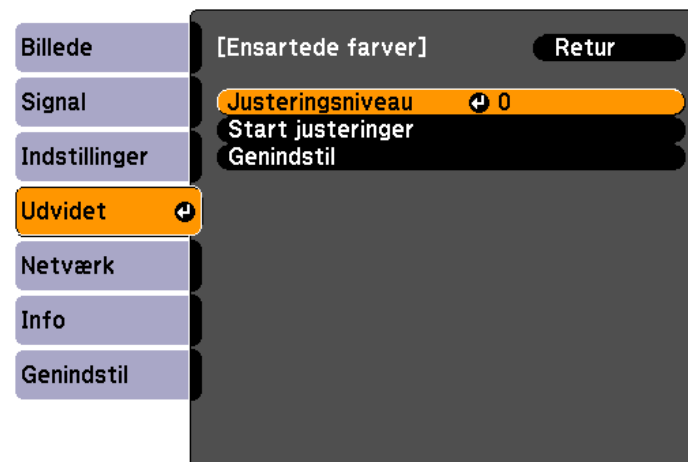 Billede
Signal
Indstillinger
Udvidet
Netværk
Info
Genindstil
[Ensartede farver] Retur
Justeringsniveau 0
Start justeringer
Genindstil